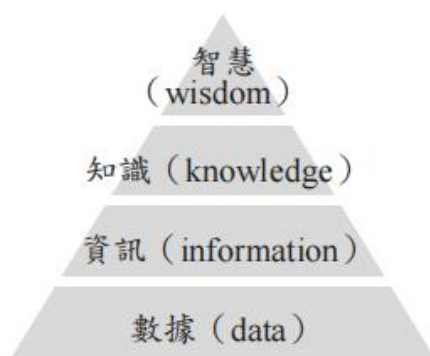 智慧
（wisdom）
知識（knowledge）
資訊（information）
數據（data）